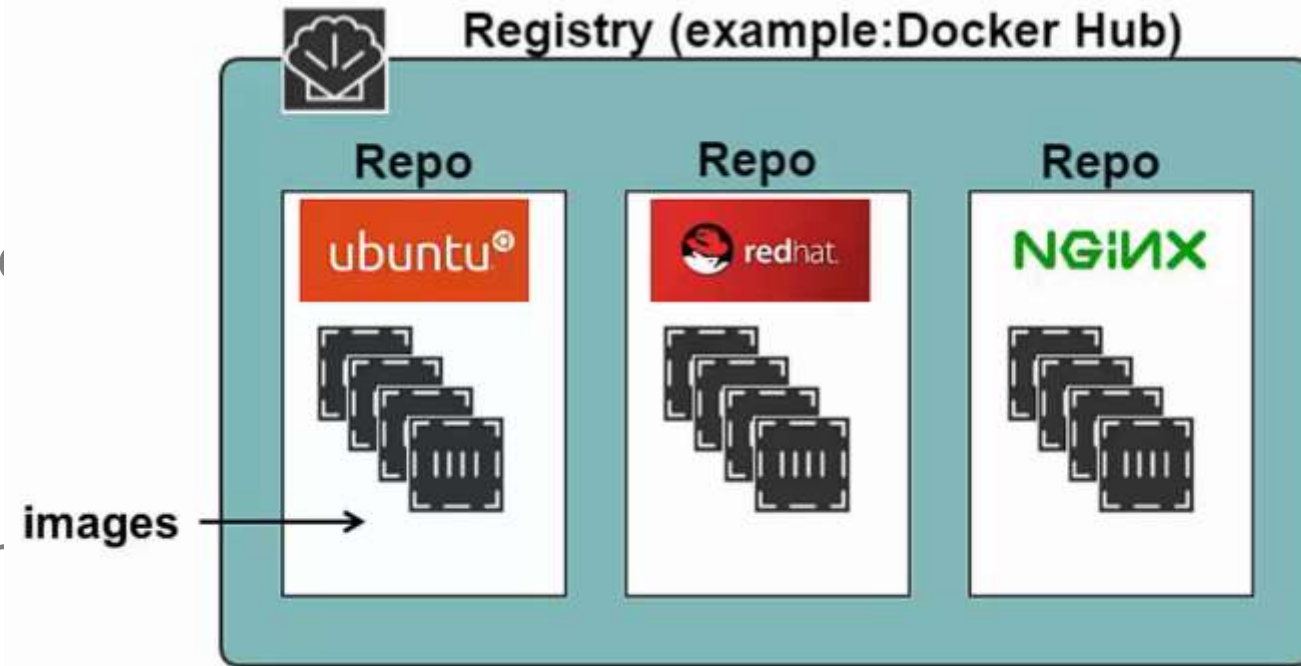 Registry (example:Docker Hub)
Repo
Repo
Repo
ubuntu
redhat
NGINX
images